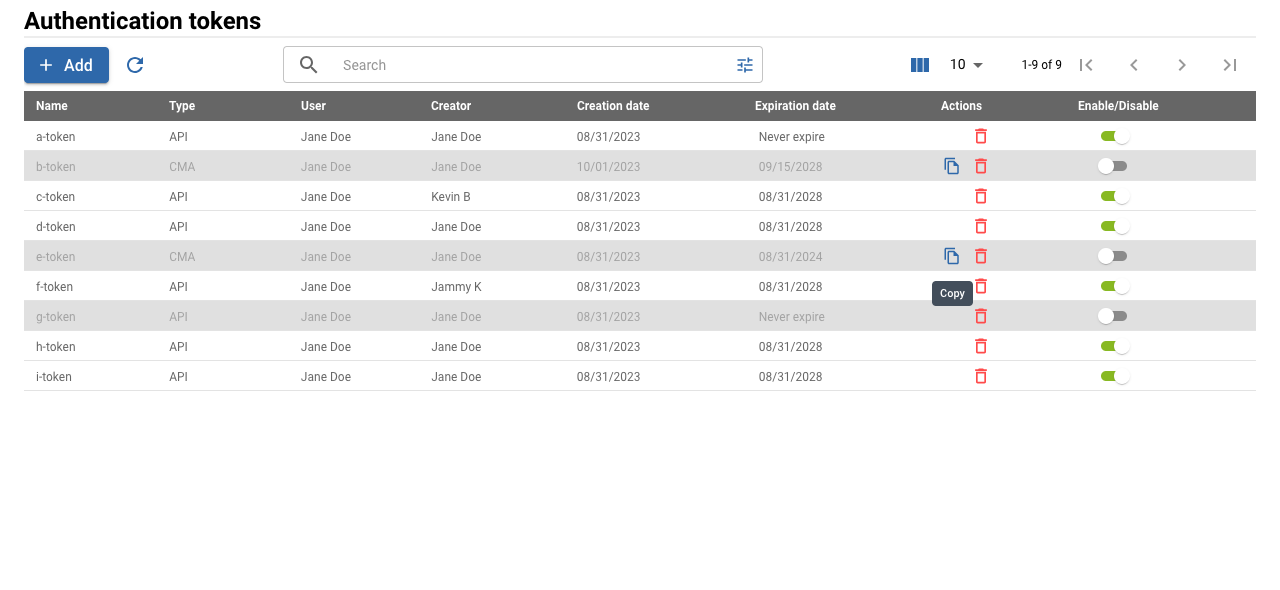 Authentication tokens
Add Search 10 1-9 of 9
Name Type User Creator Creation date Expiration date Actions Enable/Disable
a-token API Jane Doe Jane Doe 08/31/2023 Never expire
b-token CMA Jane Doe Jane Doe 10/01/2023 09/15/2028
c-token API Jane Doe Kevin B 08/31/2023 08/31/2028
d-token API Jane Doe Jane Doe 08/31/2023 08/31/2028
e-token CMA Jane Doe Jane Doe 08/31/2023 08/31/2024
f-token API Jane Doe Jammy K 08/31/2023 08/31/2028
Copy
g-token API Jane Doe Jane Doe 08/31/2023 Never expire
h-token API Jane Doe Jane Doe 08/31/2023 08/31/2028
i-token API Jane Doe Jane Doe 08/31/2023 08/31/2028